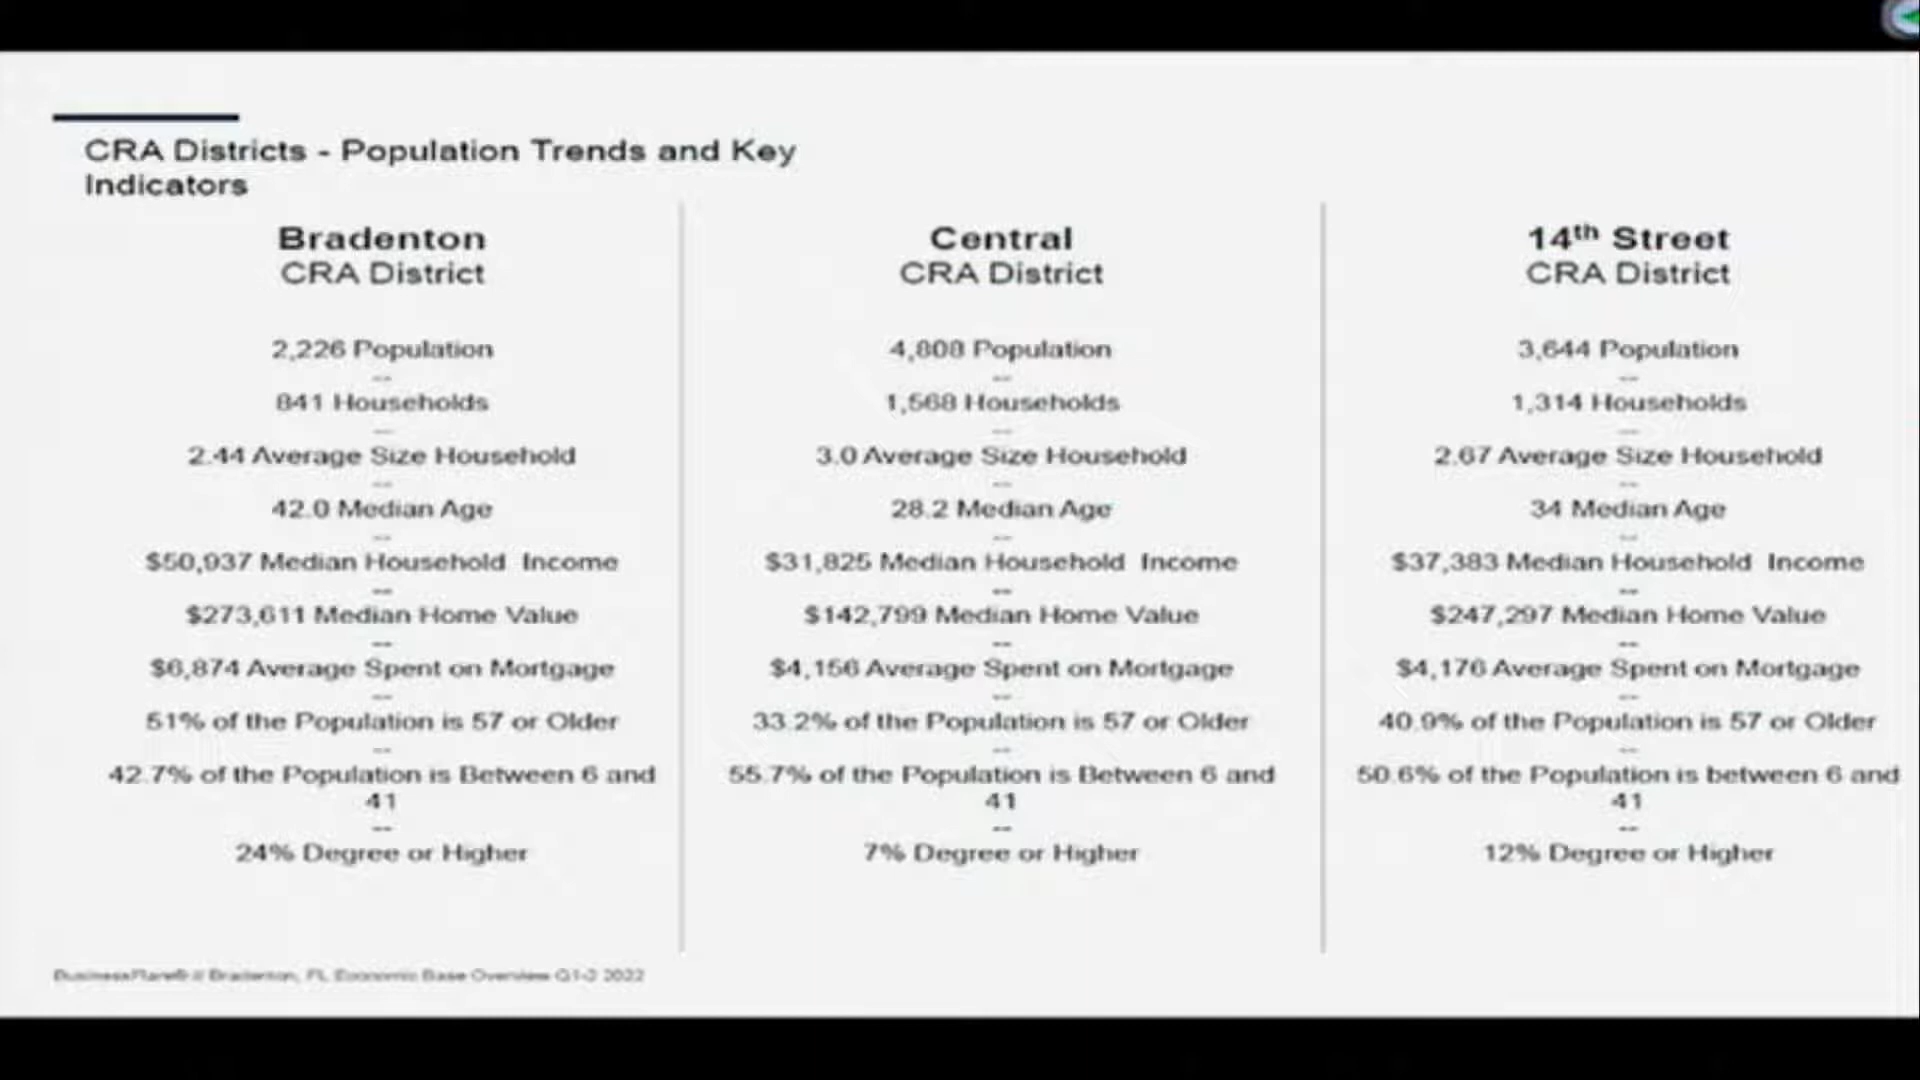 CRA Districts - Population Trends and Key
Indicators
Bradenton
CRA District
2,226 Population
--
841 Households
--
2.44 Average Size Household
--
42.0 Median Age
--
$50,937 Median Household Income
--
$273,611 Median Home Value
--
$6,874 Average Spent on Mortgage
--
51% of the Population is 57 or Older
--
42.7% of the Population is Between 6 and
41
--
24% Degree or Higher
Central
CRA District
4,808 Population
--
1,568 Households
--
3.0 Average Size Household
--
28.2 Median Age
--
$31,825 Median Household Income
--
$142,799 Median Home Value
--
$4,156 Average Spent on Mortgage
--
33.2% of the Population is 57 or Older
--
55.7% of the Population is Between 6 and
41
--
7% Degree or Higher
14th Street
CRA District
3,644 Population
--
1,314 Households
--
2.67 Average Size Household
--
34 Median Age
--
$37,383 Median Household Income
--
$247,297 Median Home Value
--
$4,176 Average Spent on Mortgage
--
40.9% of the Population is 57 or Older
--
50.6% of the Population is between 6 and
41
--
12% Degree or Higher
BusinessFlare® // Bradenton, FL Economic Base Overview Q1-2 2022